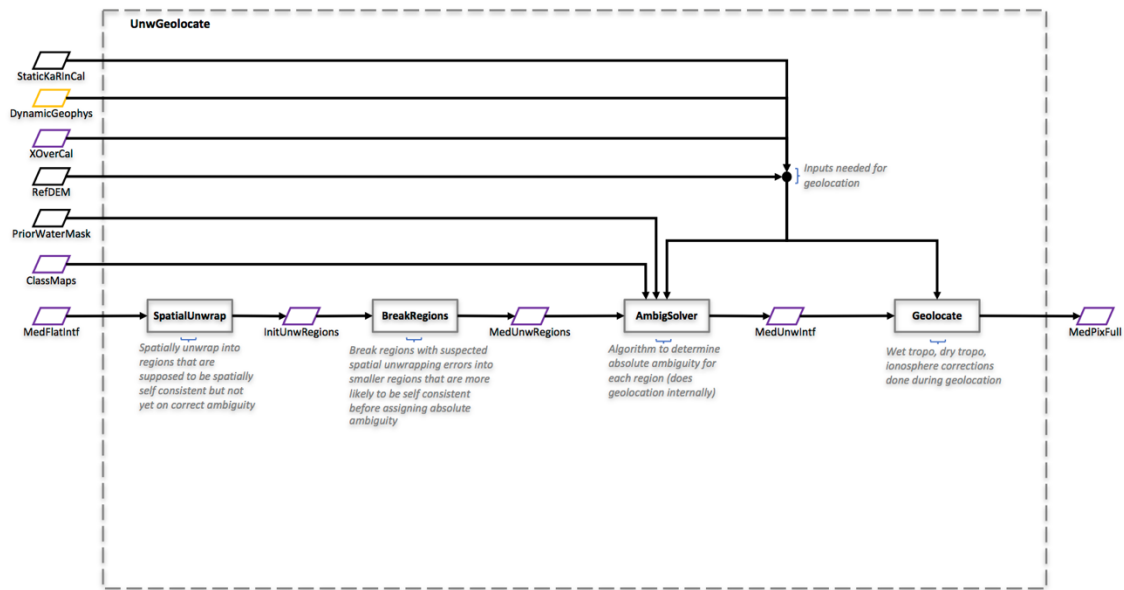 UnwGeolocate
StaticKaRInCal
DynamicGeophys
XOverCal
RefDEM
Inputs needed for
geolocation
PriorWaterMask
ClassMaps
MedFlatIntf
SpatialUnwrap
InitUnwRegions
BreakRegions
MedUnwRegions
AmbigSolver
MedUnwIntf
Geolocate
MedPixFull
Spatially unwrap into
regions that are
supposed to be spatially
self consistent but not
yet on correct ambiguity
Break regions with suspected
spatial unwrapping errors into
smaller regions that are more
likely to be self consistent
before assigning absolute
ambiguity
Algorithm to determine
absolute ambiguity for
each region (does
geolocation internally)
Wet tropo, dry tropo,
ionosphere corrections
done during geolocation